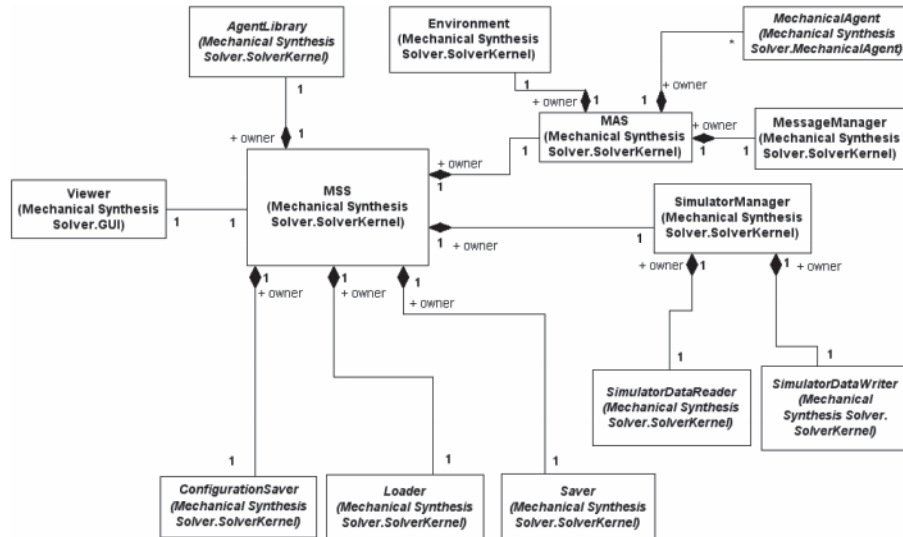 AgentLibrary
(Mechanical Synthesis
Solver.SolverKernel)
Environment
(Mechanical Synthesis
Solver.SolverKernel)
MechanicalAgent
(Mechanical Synthesis
Solver.MechanicalAgent)
1
1
*
+ owner
1
+ owner
1
1
+ owner
MAS
(Mechanical Synthesis
Solver.SolverKernel)
+ owner
1
1
MessageManager
(Mechanical Synthesis
Solver.SolverKernel)
+ owner
1
+ owner
1
1
Viewer
(Mechanical Synthesis
Solver.GUI)
1
1
MSS
(Mechanical Synthesis
Solver.SolverKernel)
SimulatorManager
(Mechanical Synthesis
Solver.SolverKernel)
1
+ owner
1
1
+ owner
1
+ owner
1
+ owner
1
+ owner
1
+ owner
1
1
SimulatorDataReader
(Mechanical Synthesis
Solver.SolverKernel)
SimulatorDataWriter
(Mechanical
Synthesis Solver.
SolverKernel)
1
1
1
ConfigurationSaver
(Mechanical Synthesis
Solver.SolverKernel)
Loader
(Mechanical Synthesis
Solver.SolverKernel)
Saver
(Mechanical Synthesis
Solver.SolverKernel)